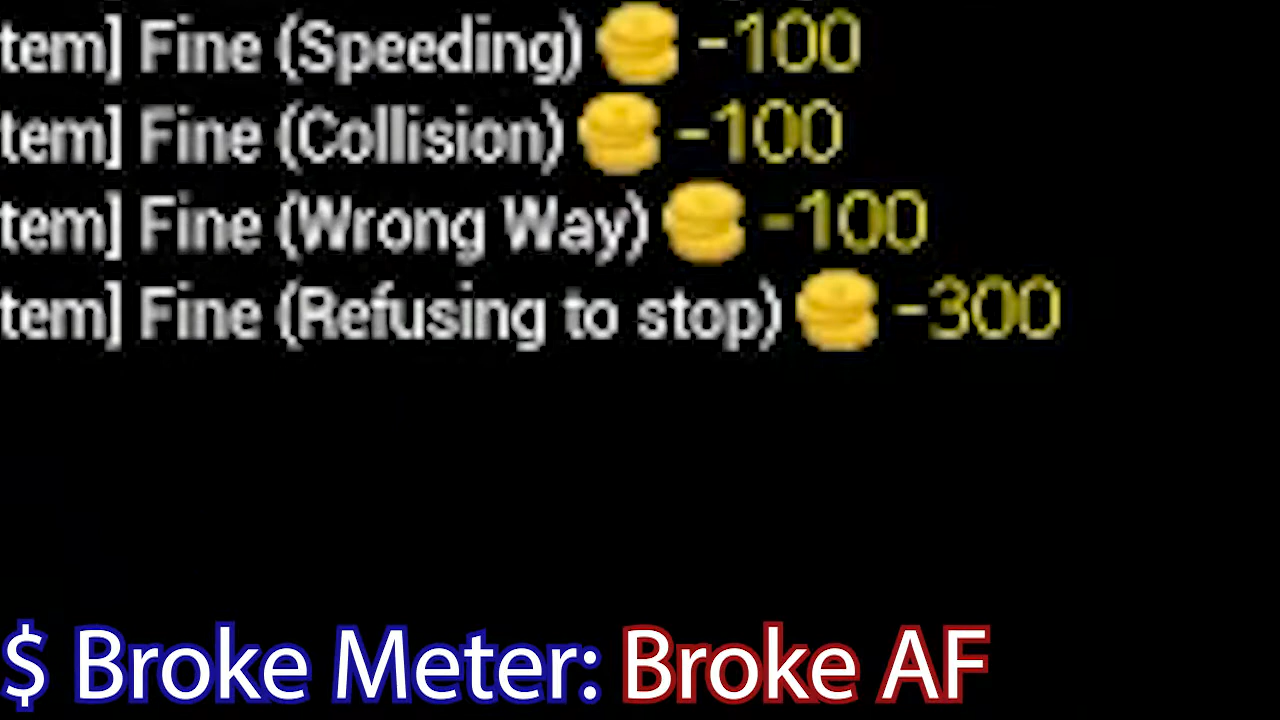 tem] Fine (Speeding) -100
tem] Fine (Collision) -100
tem] Fine (Wrong Way) -100
tem] Fine (Refusing to stop) -300
$ Broke Meter: Broke AF